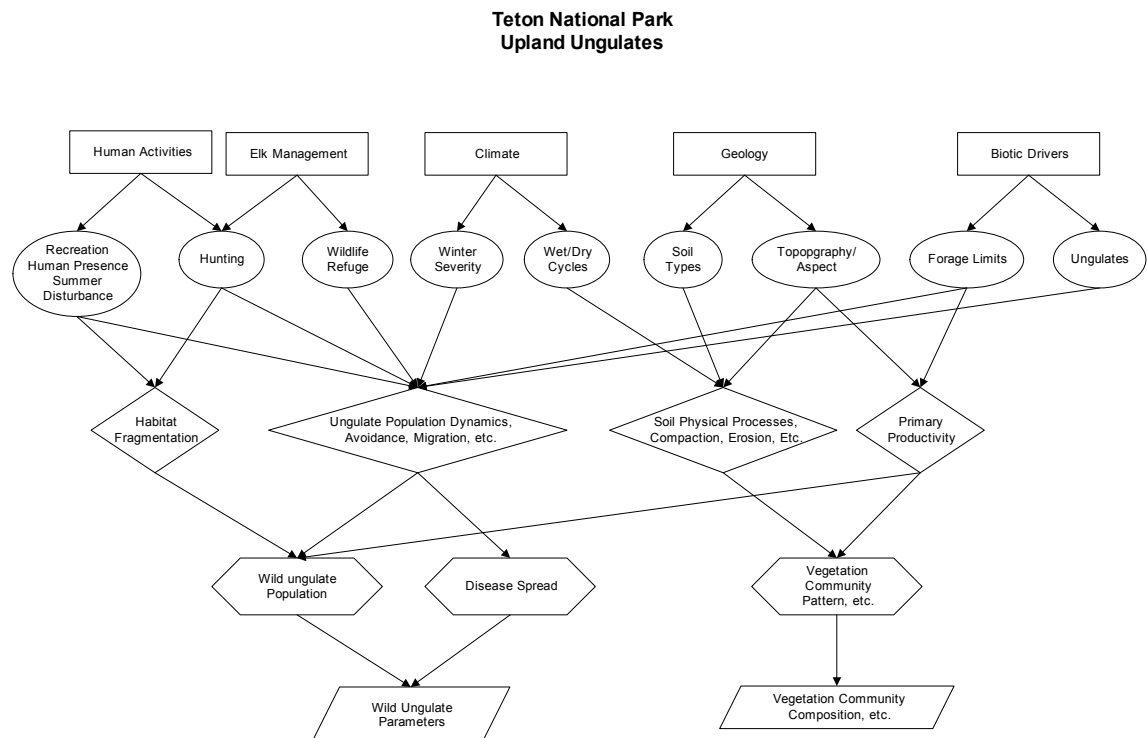 Teton National Park
Upland Ungulates
Human Activities
Elk Management
Climate
Geology
Biotic Drivers
Recreation
Human Presence
Summer
Disturbance
Hunting
Wildlife
Refuge
Winter
Severity
Wet/Dry
Cycles
Soil
Types
Topopgraphy/
Aspect
Forage Limits
Ungulates
Habitat
Fragmentation
Ungulate Population Dynamics,
Avoidance, Migration, etc.
Soil Physical Processes,
Compaction, Erosion, Etc.
Primary
Productivity
Wild ungulate
Population
Disease Spread
Vegetation
Community
Pattern, etc.
Wild Ungulate
Parameters
Vegetation Community
Composition, etc.